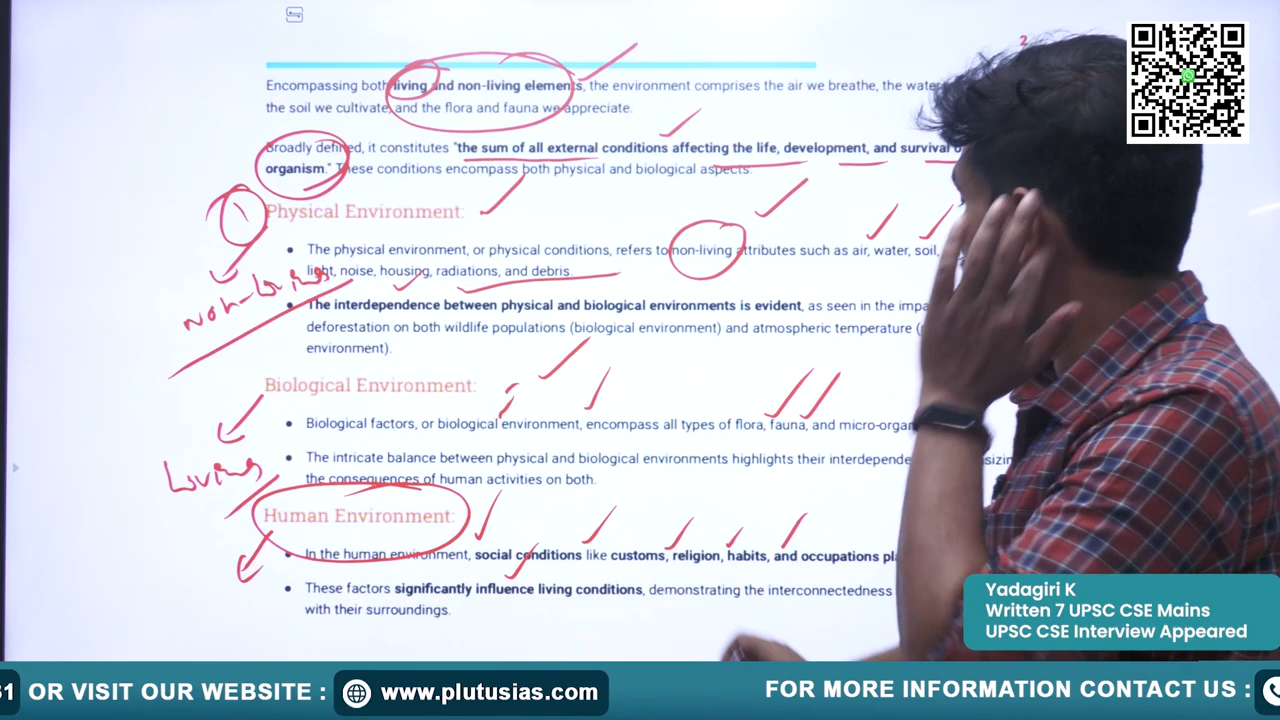 2
Encompassing both living and non-living elements, the environment comprises the air we breathe, the water
the soil we cultivate, and the flora and fauna we appreciate.
Broadly defined, it constitutes "the sum of all external conditions affecting the life, development, and survival
organism." These conditions encompass both physical and biological aspects.
1
Physical Environment:
• The physical environment, or physical conditions, refers to non-living attributes such as air, water, soil,
light, noise, housing, radiations, and debris.
non-living
• The interdependence between physical and biological environments is evident, as seen in the
deforestation on both wildlife populations (biological environment) and atmospheric temperature
environment).
Biological Environment:
• Biological factors, or biological environment, encompass all types of flora, fauna, and
• The intricate balance between physical and biological environments highlights their
the consequences of human activities on both.
Living
Human Environment:
• In the human environment, social conditions like customs, religion, habits, and occupations
• These factors significantly influence living conditions, demonstrating the interconnectedness
with their surroundings.
Yadagiri K
Written 7 UPSC CSE Mains
UPSC CSE Interview Appeared
OR VISIT OUR WEBSITE : www.plutusias.com FOR MORE INFORMATION CONTACT US :